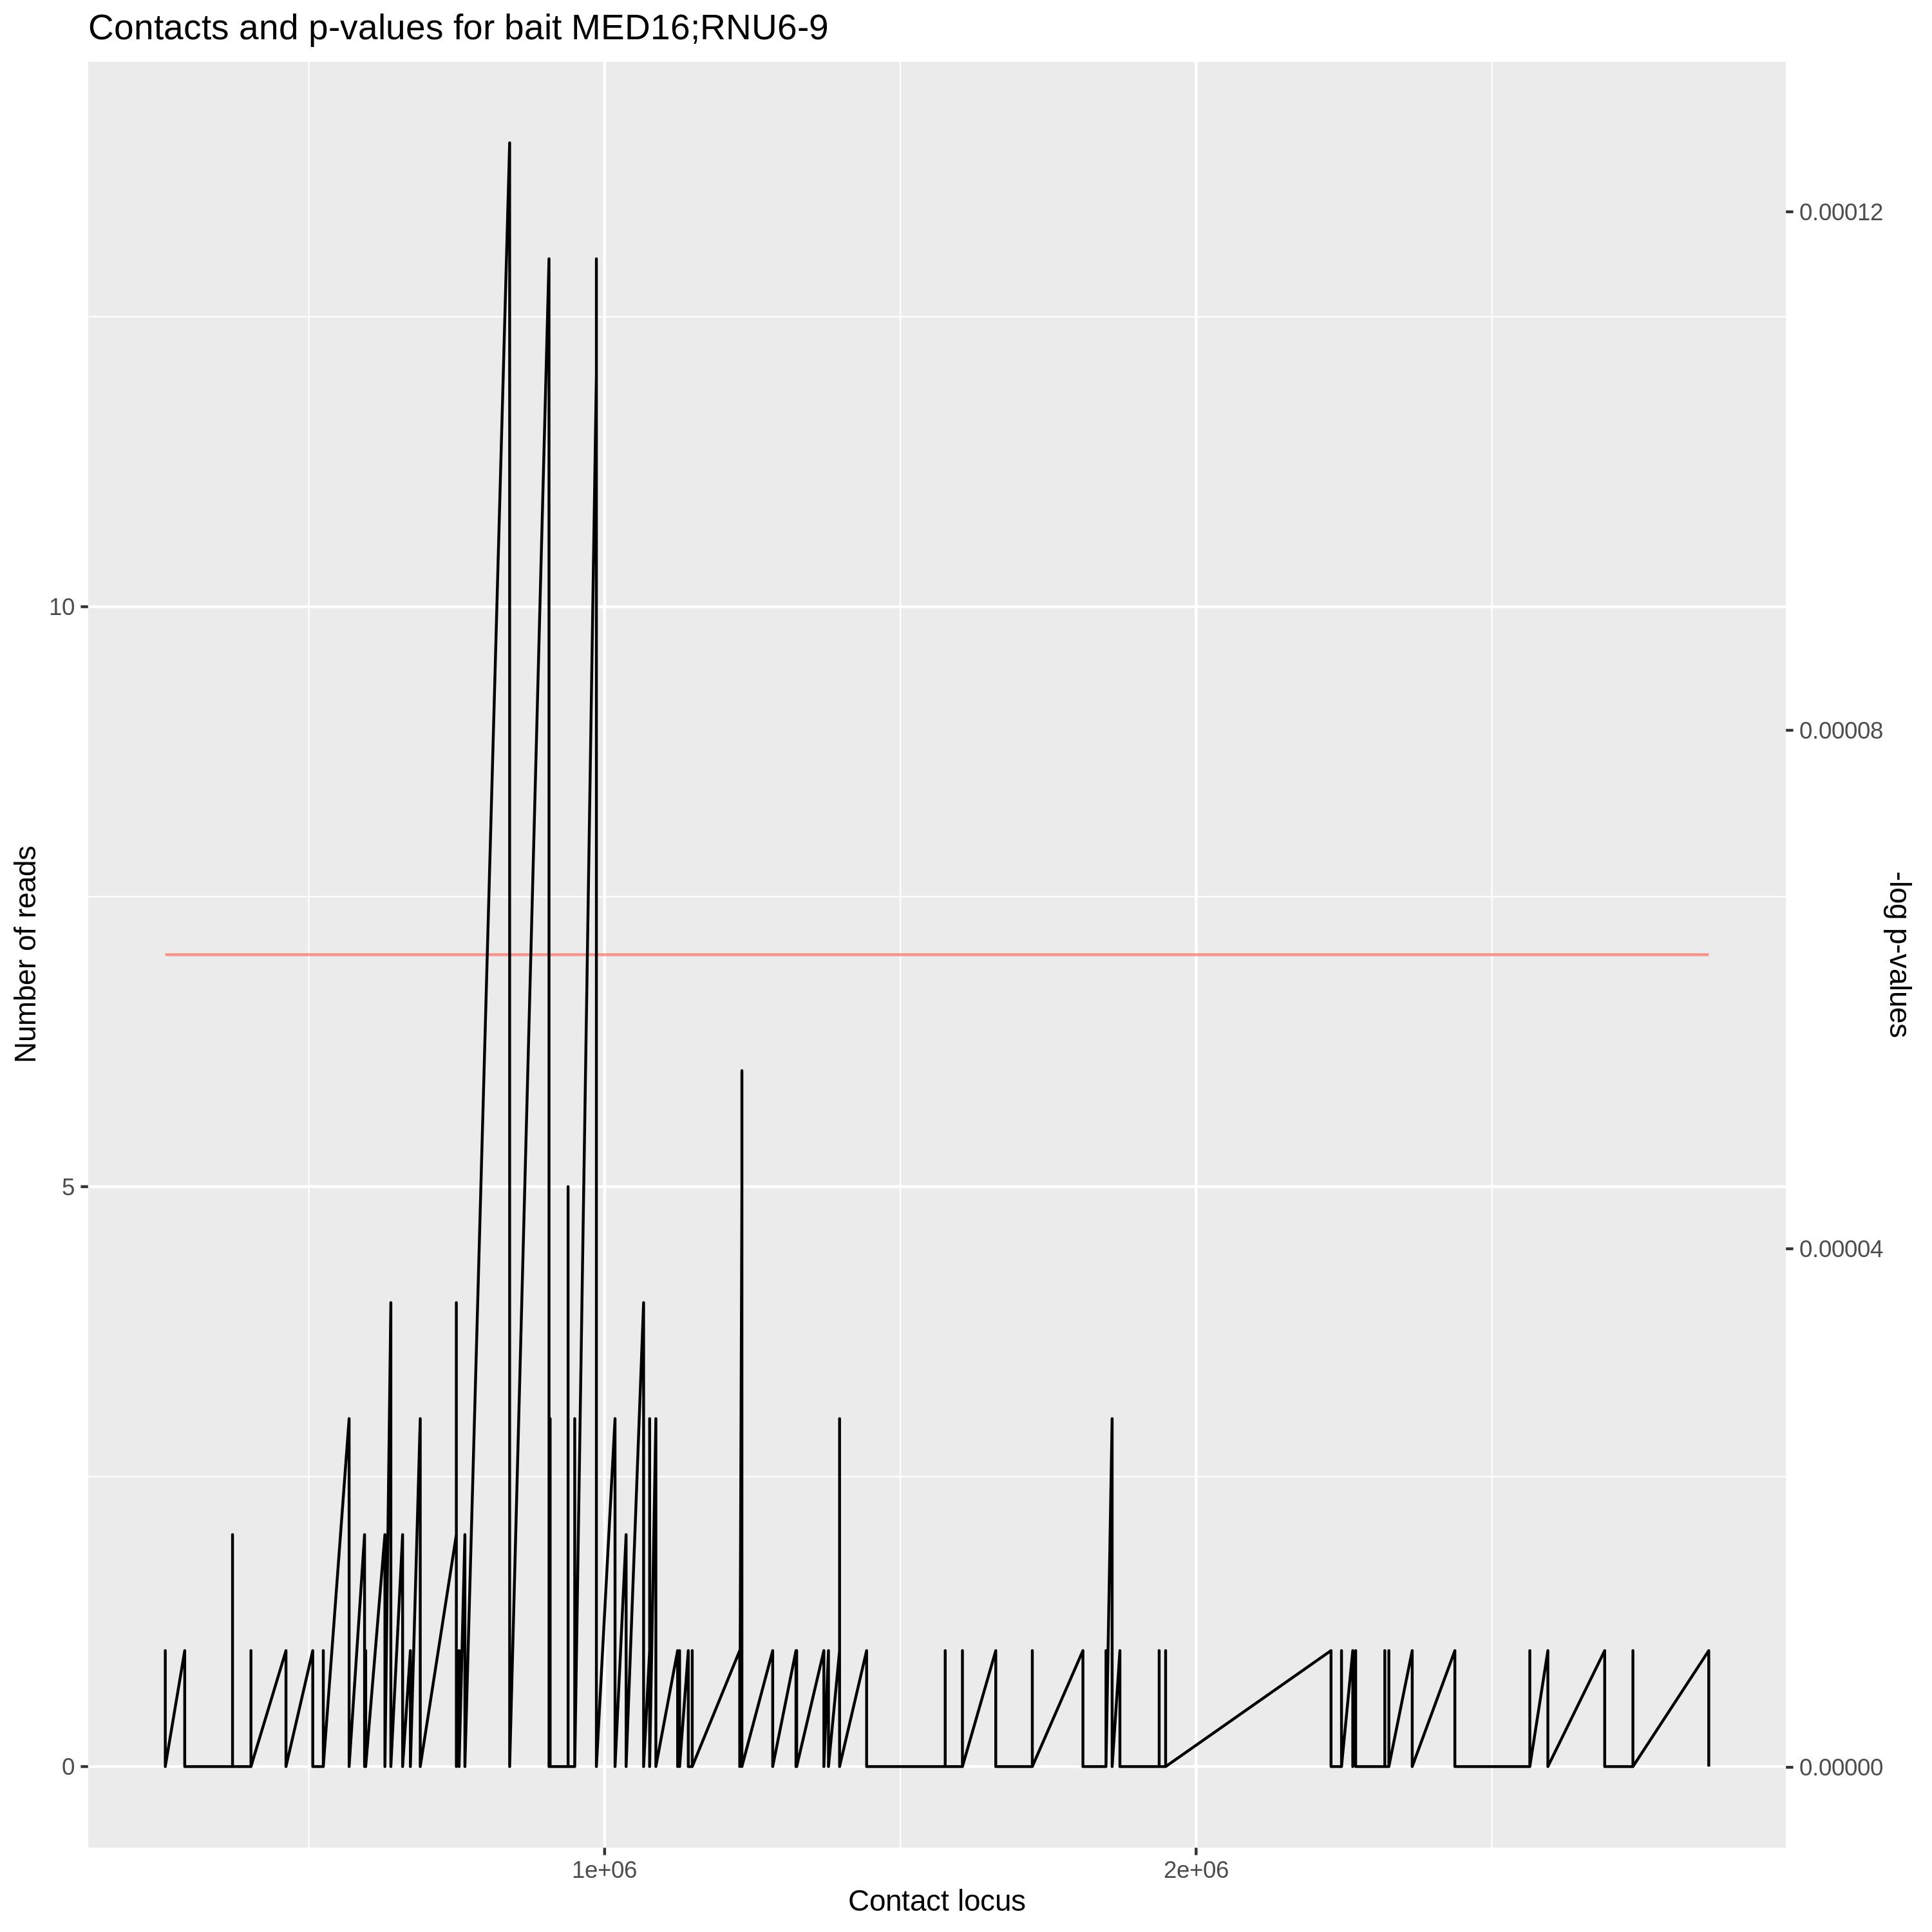 Contacts and p-values for bait MED16;RNU6-9
Number of reads
10
5
0
0.00012
0.00008
0.00004
0.00000
-log p-values
1e+06
2e+06
Contact locus